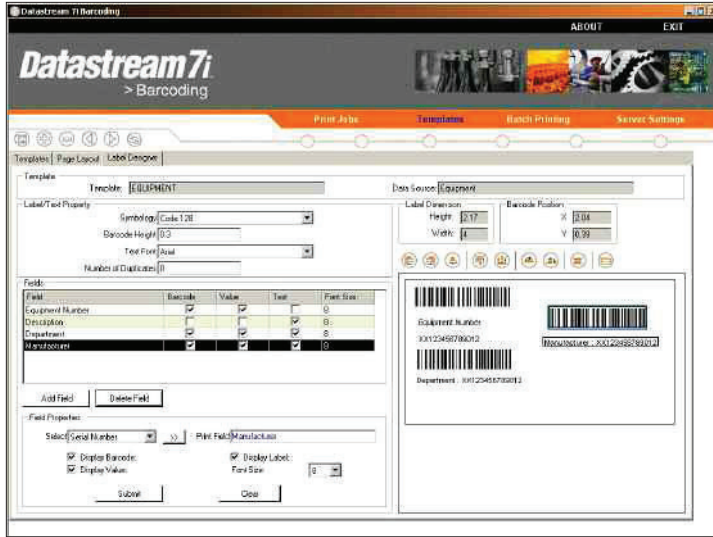 Datastream 7i Barcoding
ABOUT EXIT
Datastream 7i
> Barcoding
Print Jobs Templates Batch Printing Server Settings
Templates Page Layout Label Designer
Template
Template: EQUIPMENT Data Source: Equipment
Label/Text Property Label Dimension Barcode Position
Symbology Code 128 Height 2.17 X 2.04
Barcode Height 0.3 Width 4 Y 0.39
Text Font Arial
Number of Duplicates 0
Fields
Field Barcode Value Text Font Size
Equipment Number 8
Description 8
Department 8
Manufacturer 8
Equipment Number
XX123456789012
Manufacturer : XX123456789012
Department : XX123456789012
Add Field Delete Field
Field Properties
Select Serial Number >> Print Field Manufacturer
Display Barcode: Display Label:
Display Value: Font Size: 8
Submit Clear